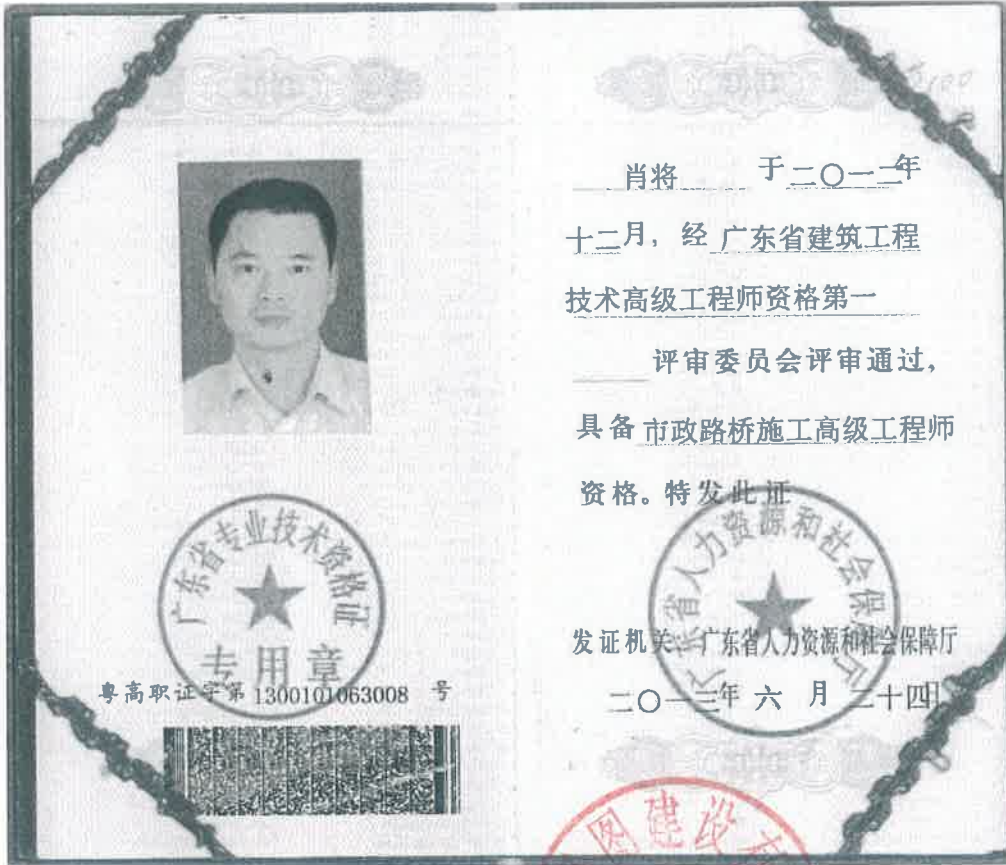 广东省专业技术资格证
专用章
粤高职证字第 1300101063008 号
肖将 于二〇一二年
十二月，经 广东省建筑工程
技术高级工程师资格第一
评审委员会评审通过，
具备 市政路桥施工高级工程师
资格。特发此证
广东省人力资源和社会保障厅
发证机关： 广东省人力资源和社会保障厅
二〇一三年 六 月 二十四日
图建设